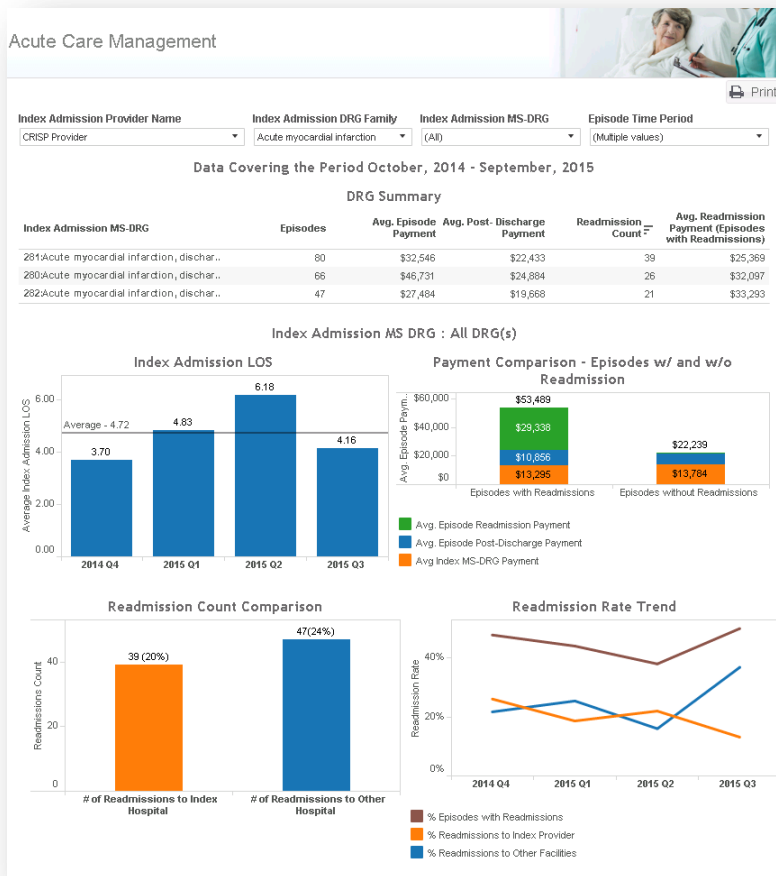 Acute Care Management
Print
Index Admission Provider Name
Index Admission DRG Family
Index Admission MS-DRG
Episode Time Period
CRISP Provider
Acute myocardial infarction
(All)
(Multiple values)
Data Covering the Period October, 2014 - September, 2015
DRG Summary
Index Admission MS-DRG Episodes Avg. Episode Payment Avg. Post- Discharge Payment Readmission Count Avg. Readmission Payment (Episodes with Readmissions)
281:Acute myocardial infarction, dischar.. 80 $32,546 $22,433 39 $25,369
280:Acute myocardial infarction, dischar.. 66 $46,731 $24,884 26 $32,097
282:Acute myocardial infarction, dischar.. 47 $27,484 $19,668 21 $33,293
Index Admission MS DRG : All DRG(s)
Index Admission LOS
Average Index Admission LOS
6.00
4.00
2.00
0.00
Average - 4.72
3.70
4.83
6.18
4.16
2014 Q4
2015 Q1
2015 Q2
2015 Q3
Payment Comparison - Episodes w/ and w/o
Readmission
Avg. Episode Paym..
$60,000
$40,000
$20,000
$0
$53,489
$29,338
$10,856
$13,295
$22,239
$13,784
Episodes with Readmissions
Episodes without Readmissions
Avg. Episode Readmission Payment
Avg. Episode Post-Discharge Payment
Avg Index MS-DRG Payment
Readmission Count Comparison
Readmissions Count
40
20
0
39 (20%)
47(24%)
# of Readmissions to Index
Hospital
# of Readmissions to Other
Hospital
Readmission Rate Trend
Readmission Rate
40%
20%
0%
2014 Q4
2015 Q1
2015 Q2
2015 Q3
% Episodes with Readmissions
% Readmissions to Index Provider
% Readmissions to Other Facilities